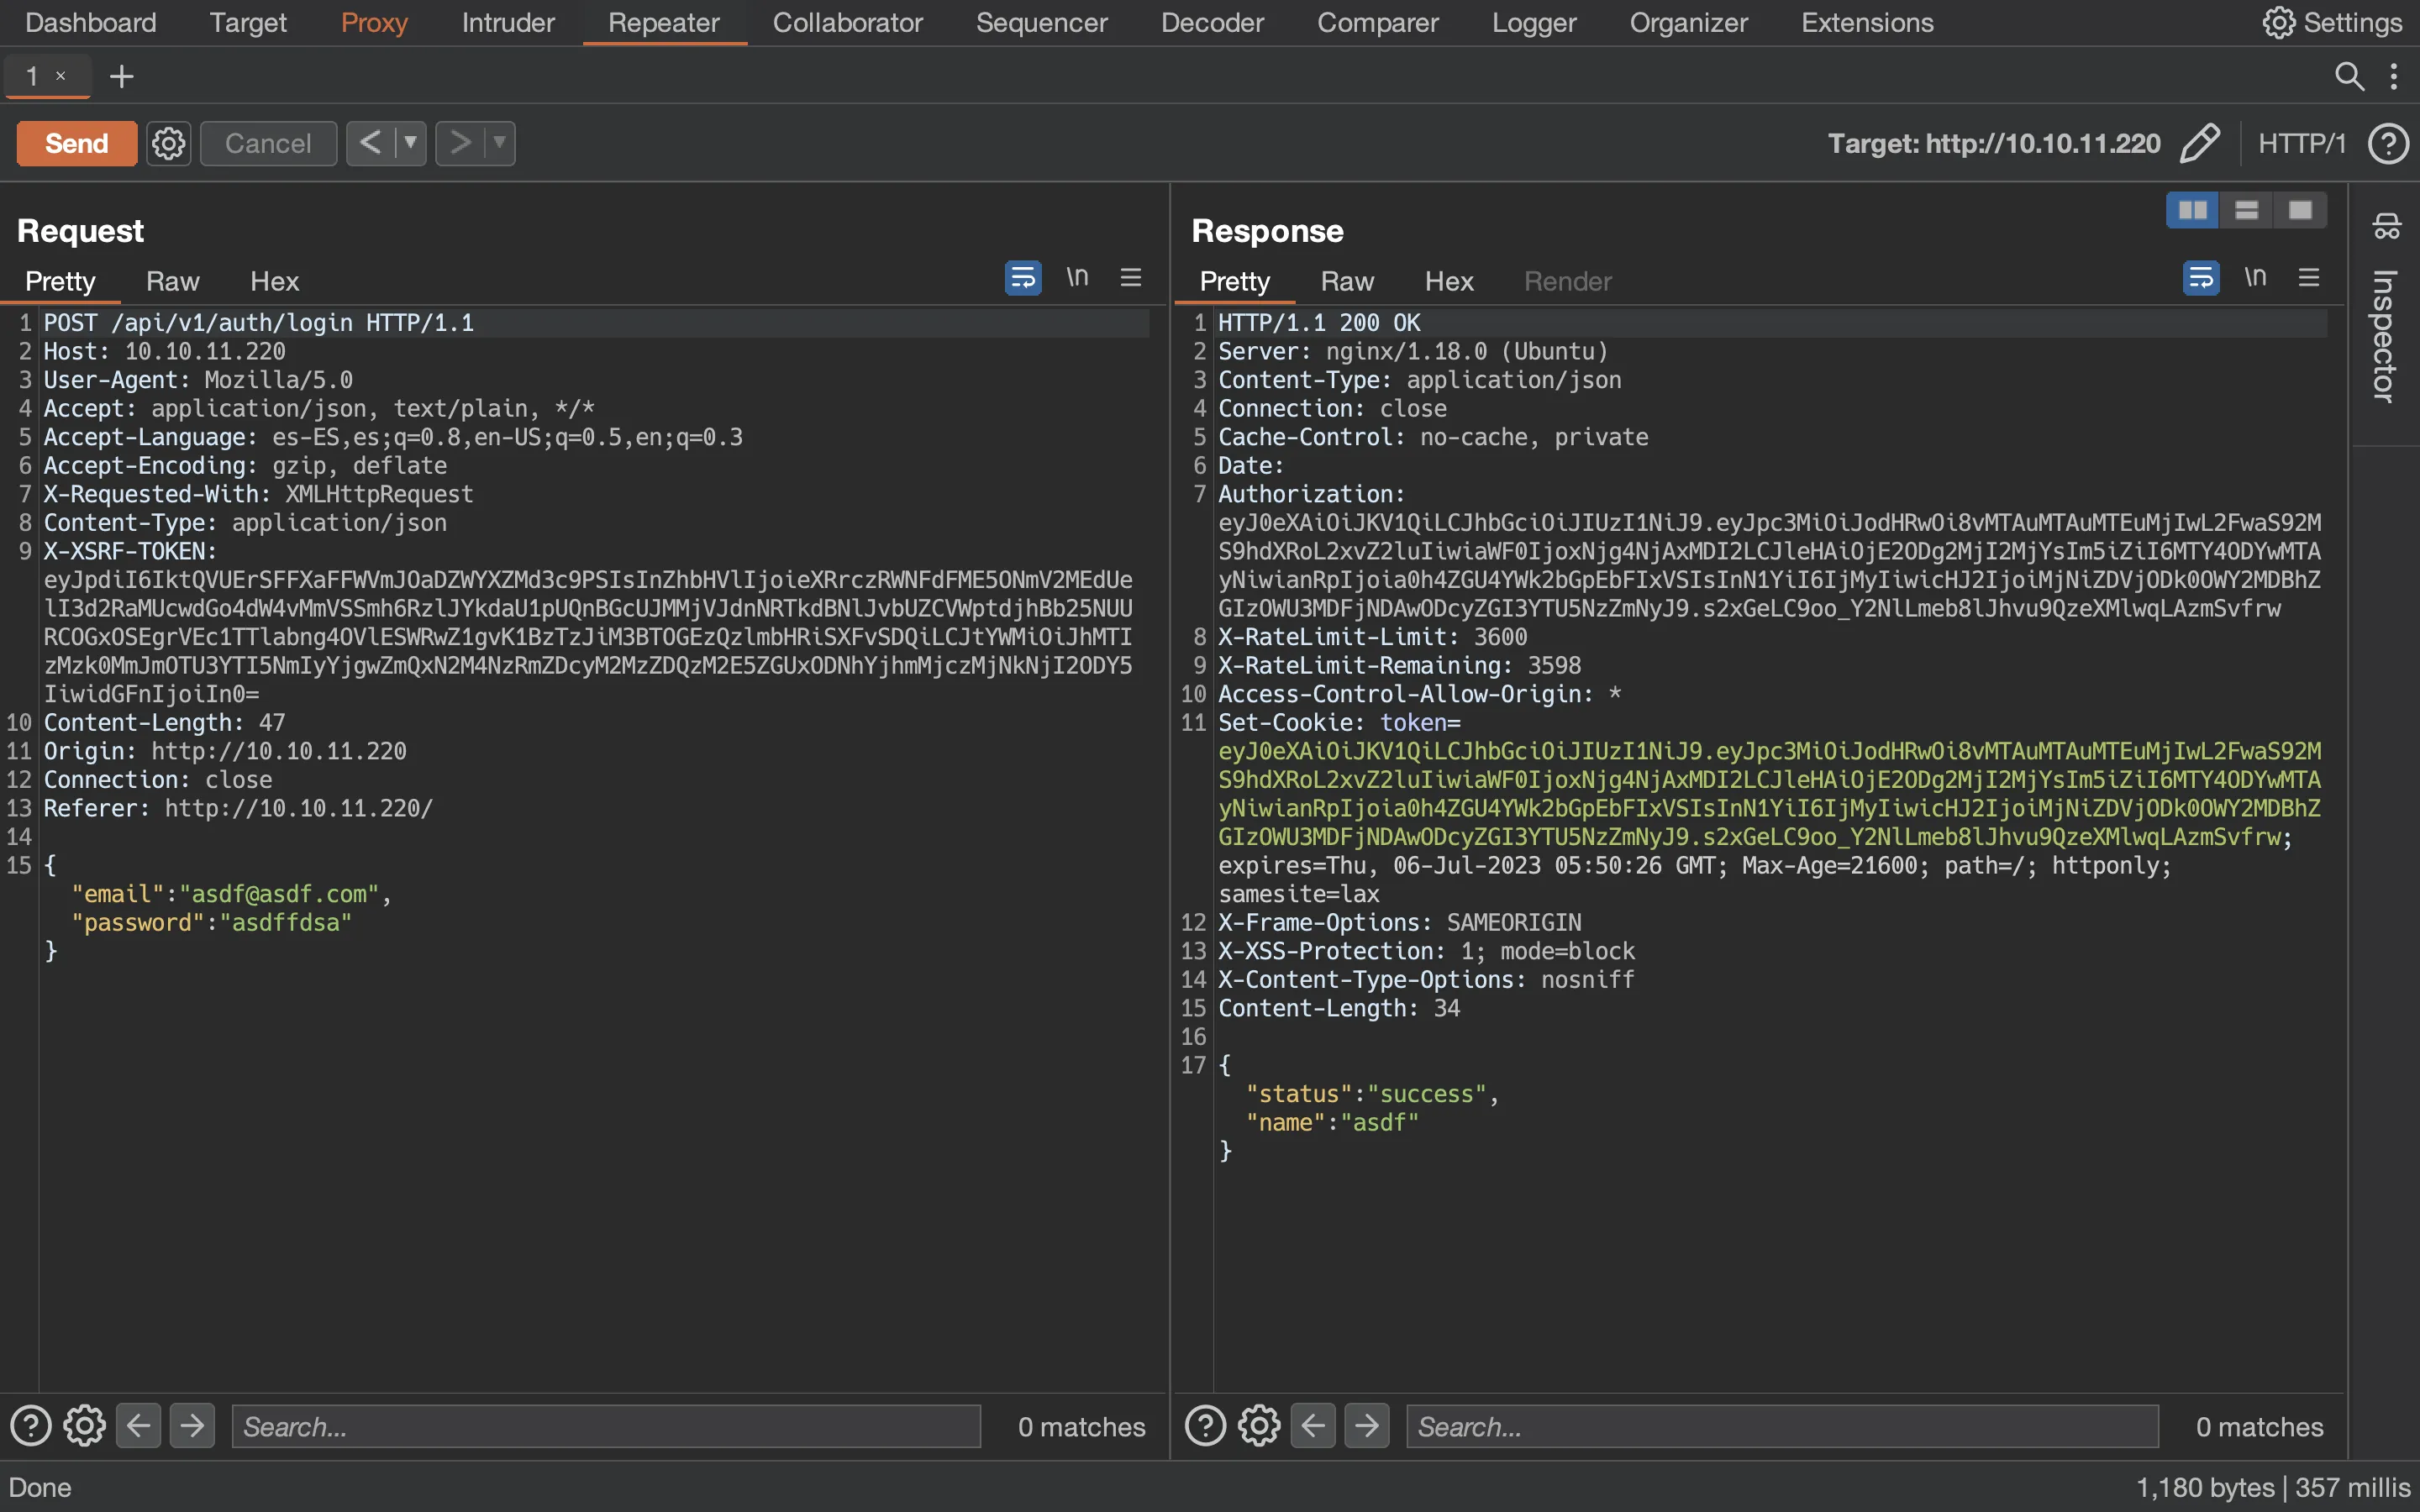 Dashboard Target Proxy Intruder Repeater Collaborator Sequencer Decoder Comparer Logger Organizer Extensions Settings
1 × +
Send Cancel < > Target: http://10.10.11.220 HTTP/1
Request
Pretty Raw Hex \n
1 POST /api/v1/auth/login HTTP/1.1
2 Host: 10.10.11.220
3 User-Agent: Mozilla/5.0
4 Accept: application/json, text/plain, */*
5 Accept-Language: es-ES,es;q=0.8,en-US;q=0.5,en;q=0.3
6 Accept-Encoding: gzip, deflate
7 X-Requested-With: XMLHttpRequest
8 Content-Type: application/json
9 X-XSRF-TOKEN:
eyJpdiI6IktQVUErSFFXaFFWVmJOaDZWYXZMd3c9PSIsInZhbHVlIjoieXRrczRWNFdFME5ONmV2MEdUe
lI3d2RaMUcwdGo4dW4vMmVSSmh6RzlJYkdaU1pUQnBGcUJMMjVJdnNRTkdBNlJvbUZCVWptdjhBb25NUU
RCOGxOSEgrVEc1TTlabng4OVlESWRwZ1gvK1BzTzJiM3BTOGEzQzlmbHRiSXFvSDQiLCJtYWMiOiJhMTI
zMzk0MmJmOTU3YTI5NmIyYjgwZmQxN2M4NzRmZDcyM2MzZDQzM2E5ZGUxODNhYjhmMjczMjNkNjI2ODY5
IiwidGFnIjoiIn0=
10 Content-Length: 47
11 Origin: http://10.10.11.220
12 Connection: close
13 Referer: http://10.10.11.220/
14
15 {
"email":"asdf@asdf.com",
"password":"asdffdsa"
}
Search... 0 matches
Response
Pretty Raw Hex Render \n
1 HTTP/1.1 200 OK
2 Server: nginx/1.18.0 (Ubuntu)
3 Content-Type: application/json
4 Connection: close
5 Cache-Control: no-cache, private
6 Date:
7 Authorization:
eyJ0eXAiOiJKV1QiLCJhbGciOiJIUzI1NiJ9.eyJpc3MiOiJodHRwOi8vMTAuMTAuMTEuMjIwL2FwaS92M
S9hdXRoL2xvZ2luIiwiaWF0IjoxNjg4NjAxMDI2LCJleHAiOjE2ODg2MjI2MjYsIm5iZiI6MTY4ODYwMTA
yNiwianRpIjoia0h4ZGU4YWk2bGpEbFIxVSIsInN1YiI6IjMyIiwicHJ2IjoiMjNiZDVjODk0OWY2MDBhZ
GIzOWU3MDFjNDAwODcyZGI3YTU5NzZmNyJ9.s2xGeLC9oo_Y2NlLmeb8lJhvu9QzeXMlwqLAzmSvfrw
8 X-RateLimit-Limit: 3600
9 X-RateLimit-Remaining: 3598
10 Access-Control-Allow-Origin: *
11 Set-Cookie: token=
eyJ0eXAiOiJKV1QiLCJhbGciOiJIUzI1NiJ9.eyJpc3MiOiJodHRwOi8vMTAuMTAuMTEuMjIwL2FwaS92M
S9hdXRoL2xvZ2luIiwiaWF0IjoxNjg4NjAxMDI2LCJleHAiOjE2ODg2MjI2MjYsIm5iZiI6MTY4ODYwMTA
yNiwianRpIjoia0h4ZGU4YWk2bGpEbFIxVSIsInN1YiI6IjMyIiwicHJ2IjoiMjNiZDVjODk0OWY2MDBhZ
GIzOWU3MDFjNDAwODcyZGI3YTU5NzZmNyJ9.s2xGeLC9oo_Y2NlLmeb8lJhvu9QzeXMlwqLAzmSvfrw;
expires=Thu, 06-Jul-2023 05:50:26 GMT; Max-Age=21600; path=/; httponly;
samesite=lax
12 X-Frame-Options: SAMEORIGIN
13 X-XSS-Protection: 1; mode=block
14 X-Content-Type-Options: nosniff
15 Content-Length: 34
16
17 {
"status":"success",
"name":"asdf"
}
Search... 0 matches
Inspector
Done 1,180 bytes | 357 millis